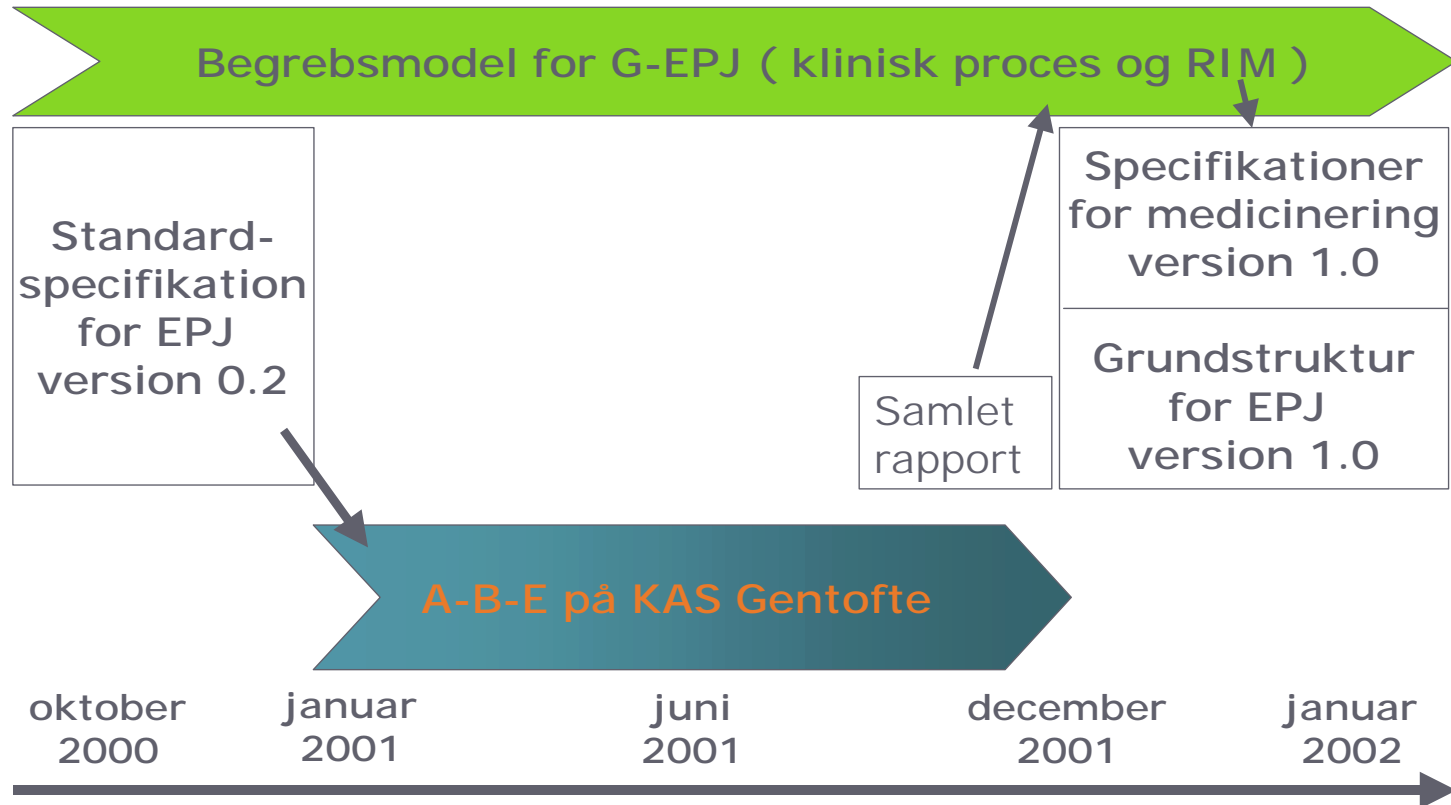 Begrebsmodel for G-EPJ ( klinisk proces og RIM )
Standard-
specifikation
for EPJ
version 0.2
Specifikationer
for medicinering
version 1.0
Grundstruktur
for EPJ
version 1.0
Samlet
rapport
A-B-E på KAS Gentofte
oktober
2000
januar
2001
juni
2001
december
2001
januar
2002